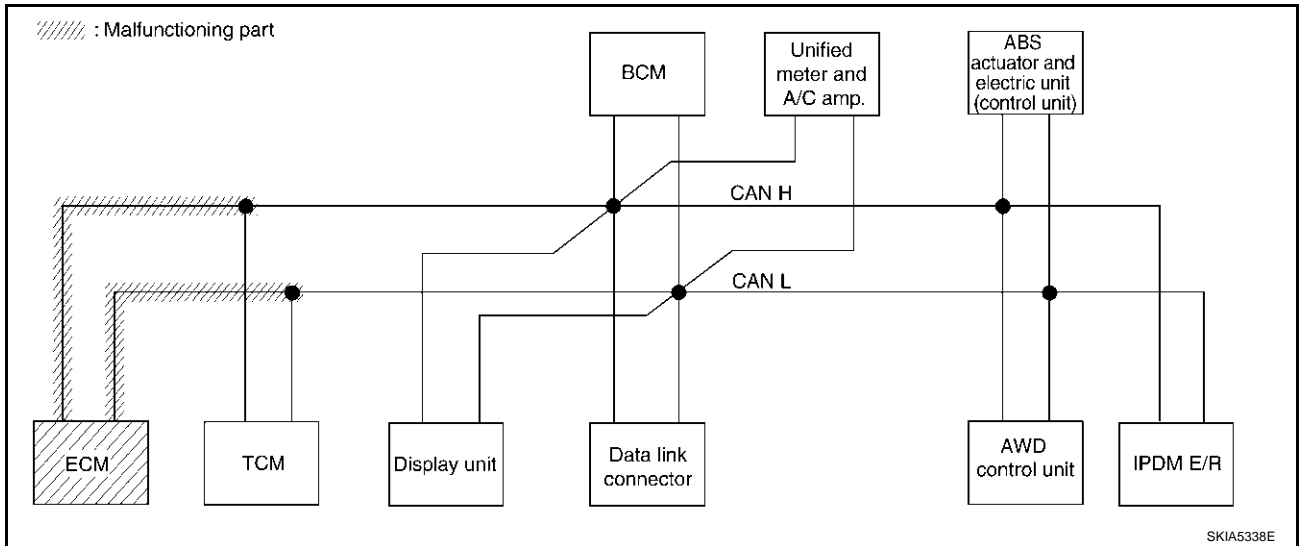 : Malfunctioning part
BCM
Unified
meter and
A/C amp.
ABS
actuator and
electric unit
(control unit)
CAN H
CAN L
ECM
TCM
Display unit
Data link
connector
AWD
control unit
IPDM E/R
SKIA5338E